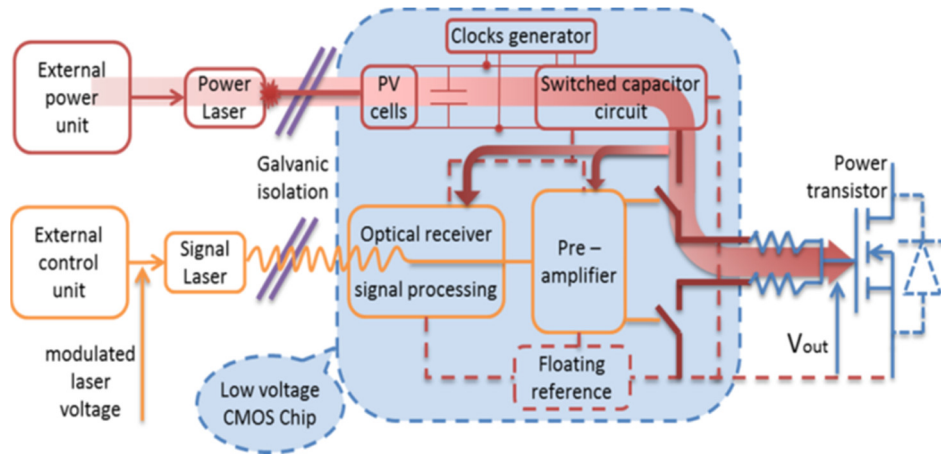 Clocks generator
External
power
unit
Power
Laser
PV
cells
Switched capacitor
circuit
Galvanic
isolation
Power
transistor
External
control
unit
Signal
Laser
Optical receiver
signal processing
Pre –
amplifier
modulated
laser
voltage
Floating
reference
Vout
Low voltage
CMOS Chip